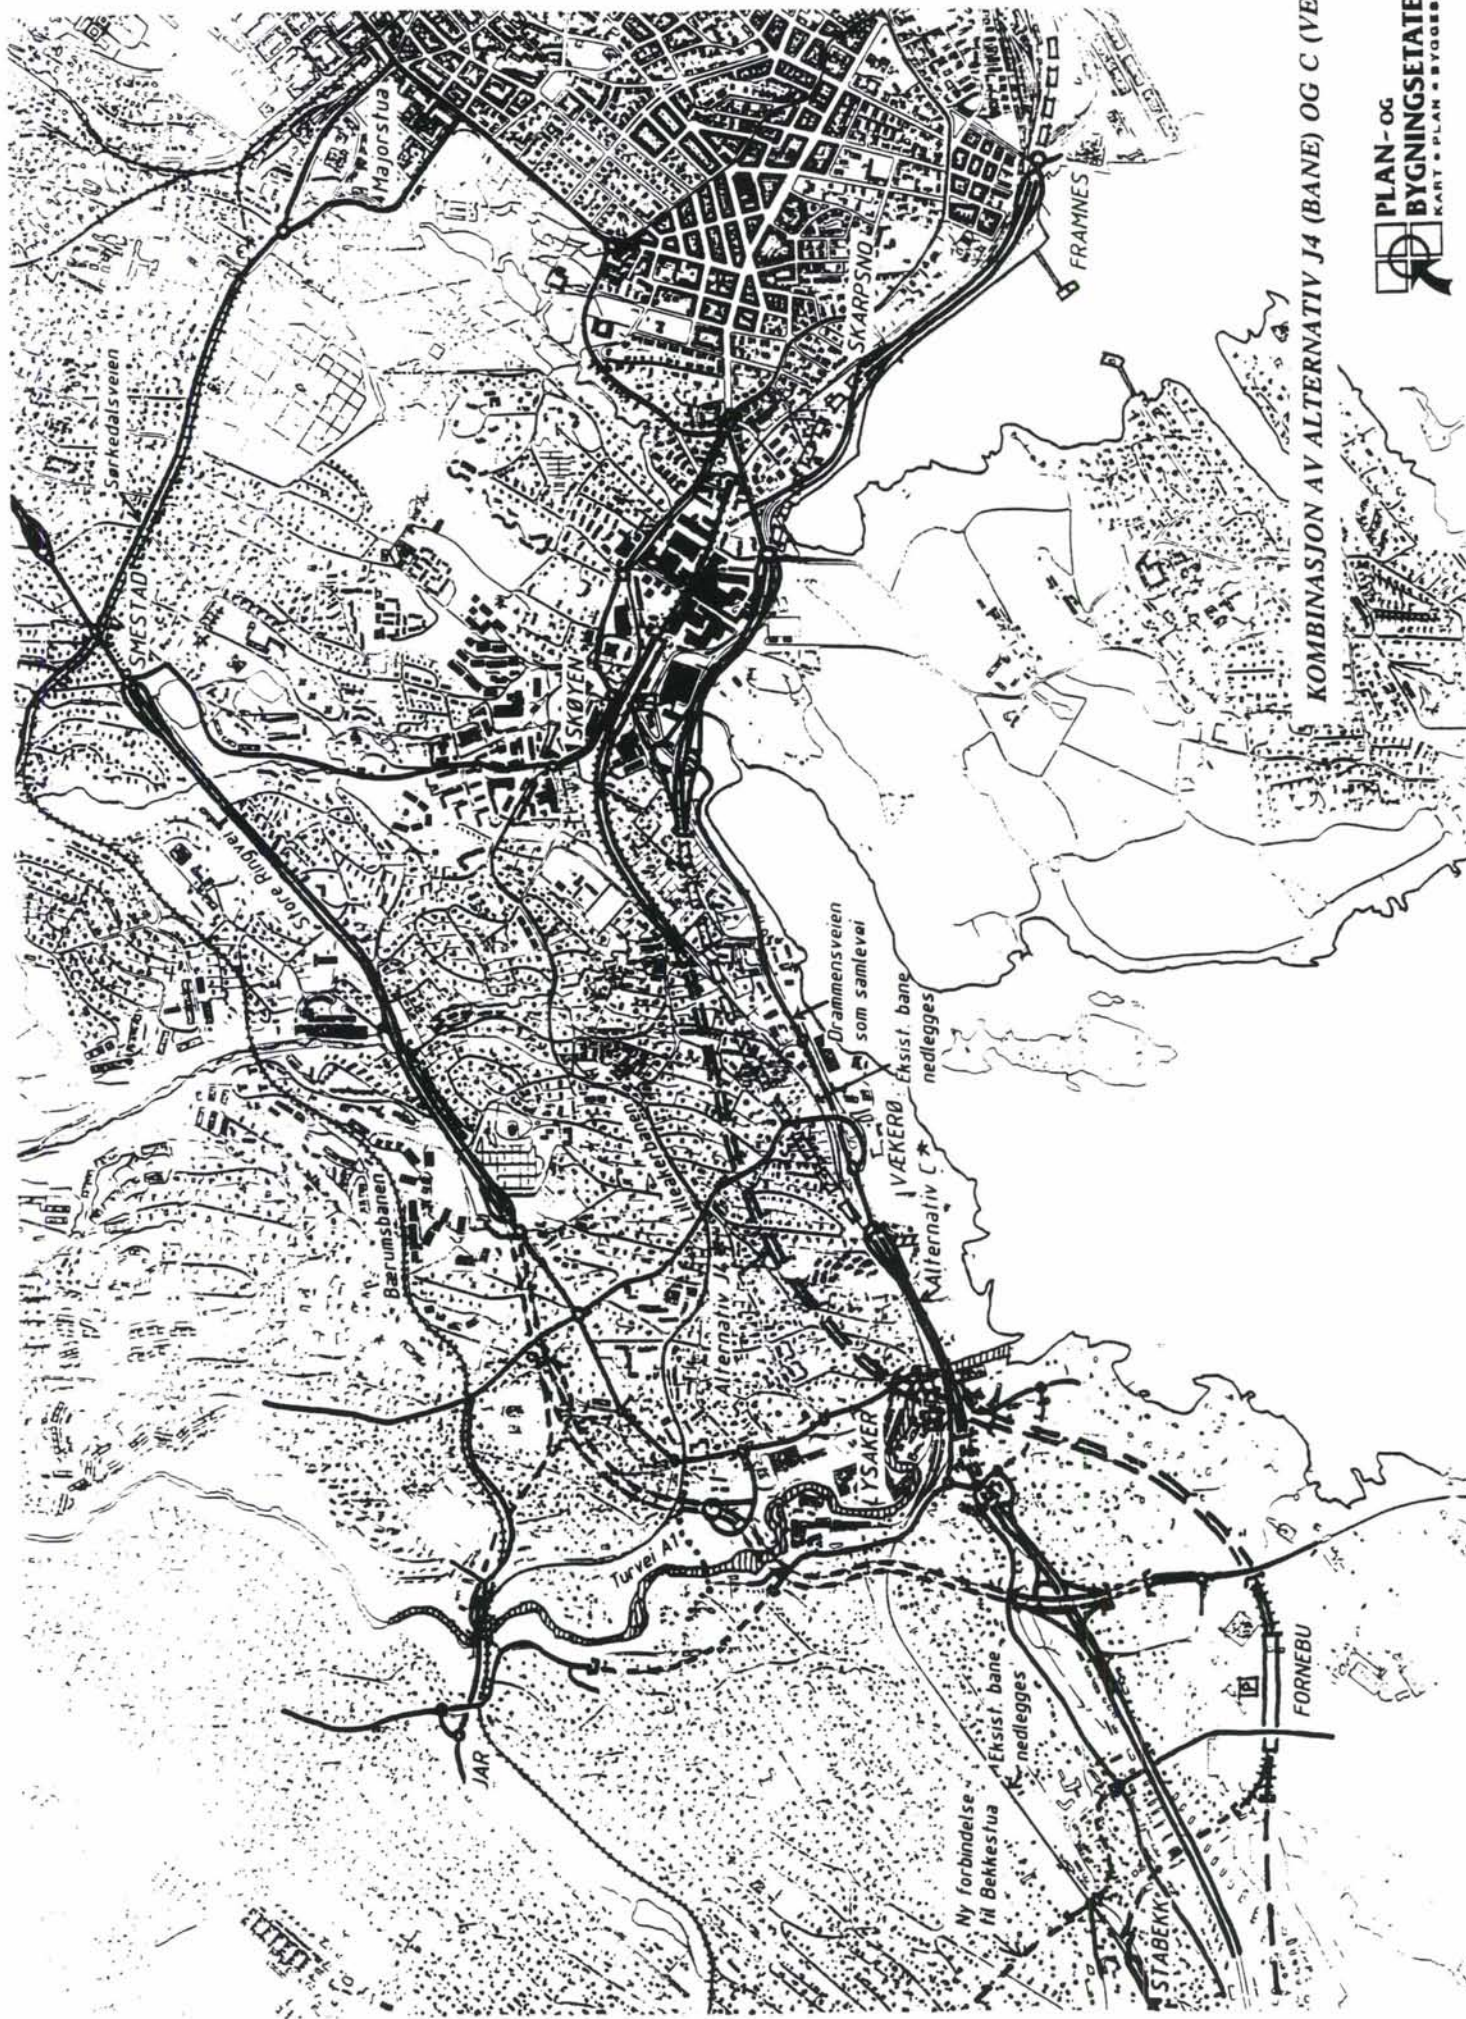 Majorstua
Sørkedalsveien
SMESTAD
Store Ringvei
SKØYEN
SKARPSNO
FRAMNES
Bærumsbanen
Lilleakerbanen
Alternativ J4
Drammensveien
som samlevei
Eksist. bane
nedlegges
VÆKERØ
Alternativ C
LYSAKER
Turvei A1
JAR
Ny forbindelse
til Bekkestua
Eksist. bane
nedlegges
STABEKK
FORNEBU
P
KOMBINASJON AV ALTERNATIV J4 (BANE) OG C (VE
PLAN- OG
BYGNINGSETATE
KART • PLAN • BYGGES